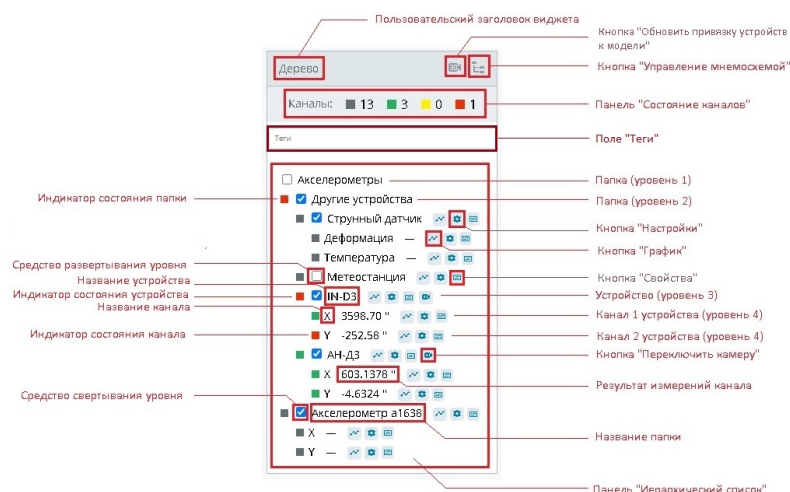 Пользовательский заголовок виджета
Кнопка "Обновить привязку устройств
к модели"
Дерево
Кнопка "Управление мнемосхемой"
Каналы: 13 3 0 1
Панель "Состояние каналов"
Теги
Поле "Теги"
Акселерометры
Папка (уровень 1)
Индикатор состояния папки
Другие устройства
Папка (уровень 2)
Струнный датчик
Кнопка "Настройки"
Деформация —
Кнопка "График"
Температура —
Средство развертывания уровня
Метеостанция
Кнопка "Свойства"
Название устройства
Индикатор состояния устройства
IN-D3
Устройство (уровень 3)
Название канала
X 3598.70 "
Канал 1 устройства (уровень 4)
Индикатор состояния канала
Y -252.58 "
Канал 2 устройства (уровень 4)
АН-Д3
Кнопка "Переключить камеру"
X 603.1378 "
Результат измерений канала
Y -4.6324 "
Средство свертывания уровня
Акселерометр a1638
Название папки
X —
Y —
Панель "Иерархический список"